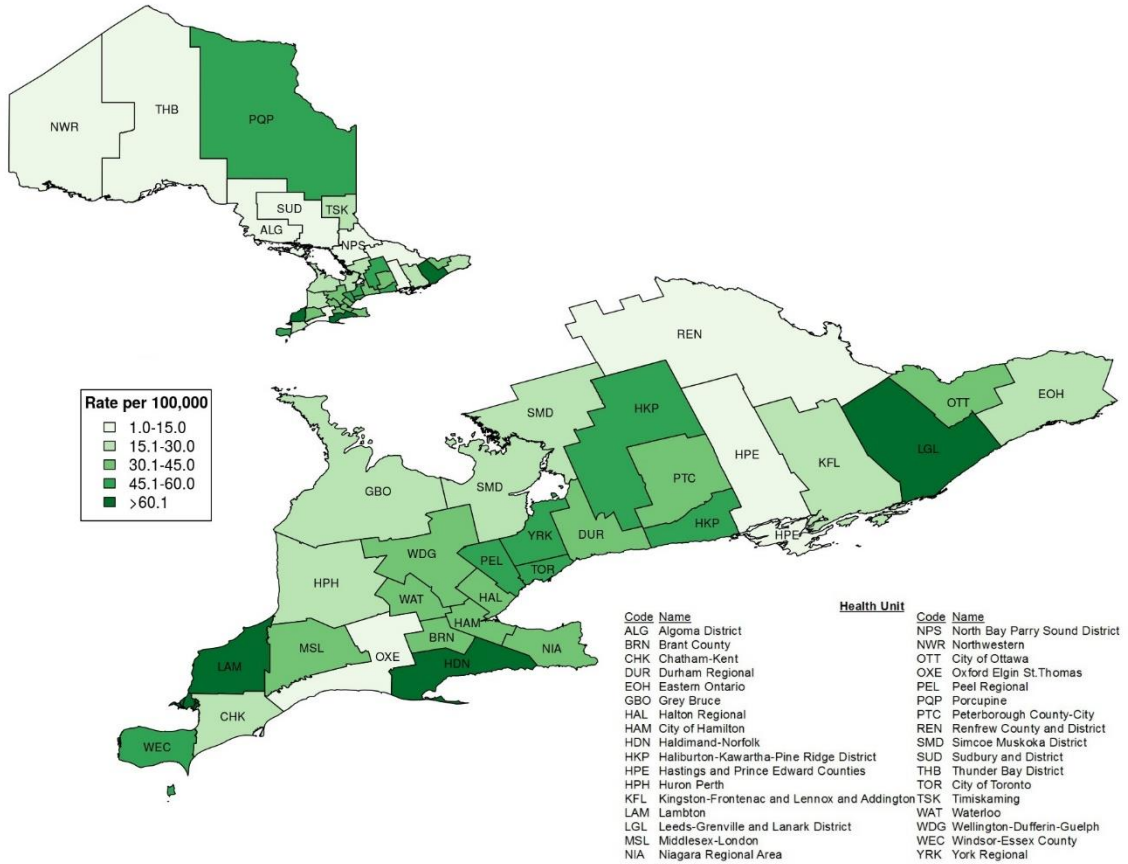 NWR
THB
PQP
SUD
TSK
ALG
NPS
REN
SMD
HKP
OTT
EOH
LGL
HPE
KFL
PTC
GBO
SMD
HKP
HPE
DUR
YRK
TOR
PEL
WDG
HPH
WAT
HAL
HAM
BRN
NIA
MSL
OXE
HDN
LAM
CHK
WEC
Rate per 100,000
1.0-15.0
15.1-30.0
30.1-45.0
45.1-60.0
>60.1
Health Unit
Code Name
ALG Algoma District
BRN Brant County
CHK Chatham-Kent
DUR Durham Regional
EOH Eastern Ontario
GBO Grey Bruce
HAL Halton Regional
HAM City of Hamilton
HDN Haldimand-Norfolk
HKP Haliburton-Kawartha-Pine Ridge District
HPE Hastings and Prince Edward Counties
HPH Huron Perth
KFL Kingston-Frontenac and Lennox and Addington
LAM Lambton
LGL Leeds-Grenville and Lanark District
MSL Middlesex-London
NIA Niagara Regional Area
Code Name
NPS North Bay Parry Sound District
NWR Northwestern
OTT City of Ottawa
OXE Oxford Elgin St.Thomas
PEL Peel Regional
PQP Porcupine
PTC Peterborough County-City
REN Renfrew County and District
SMD Simcoe Muskoka District
SUD Sudbury and District
THB Thunder Bay District
TOR City of Toronto
TSK Timiskaming
WAT Waterloo
WDG Wellington-Dufferin-Guelph
WEC Windsor-Essex County
YRK York Regional